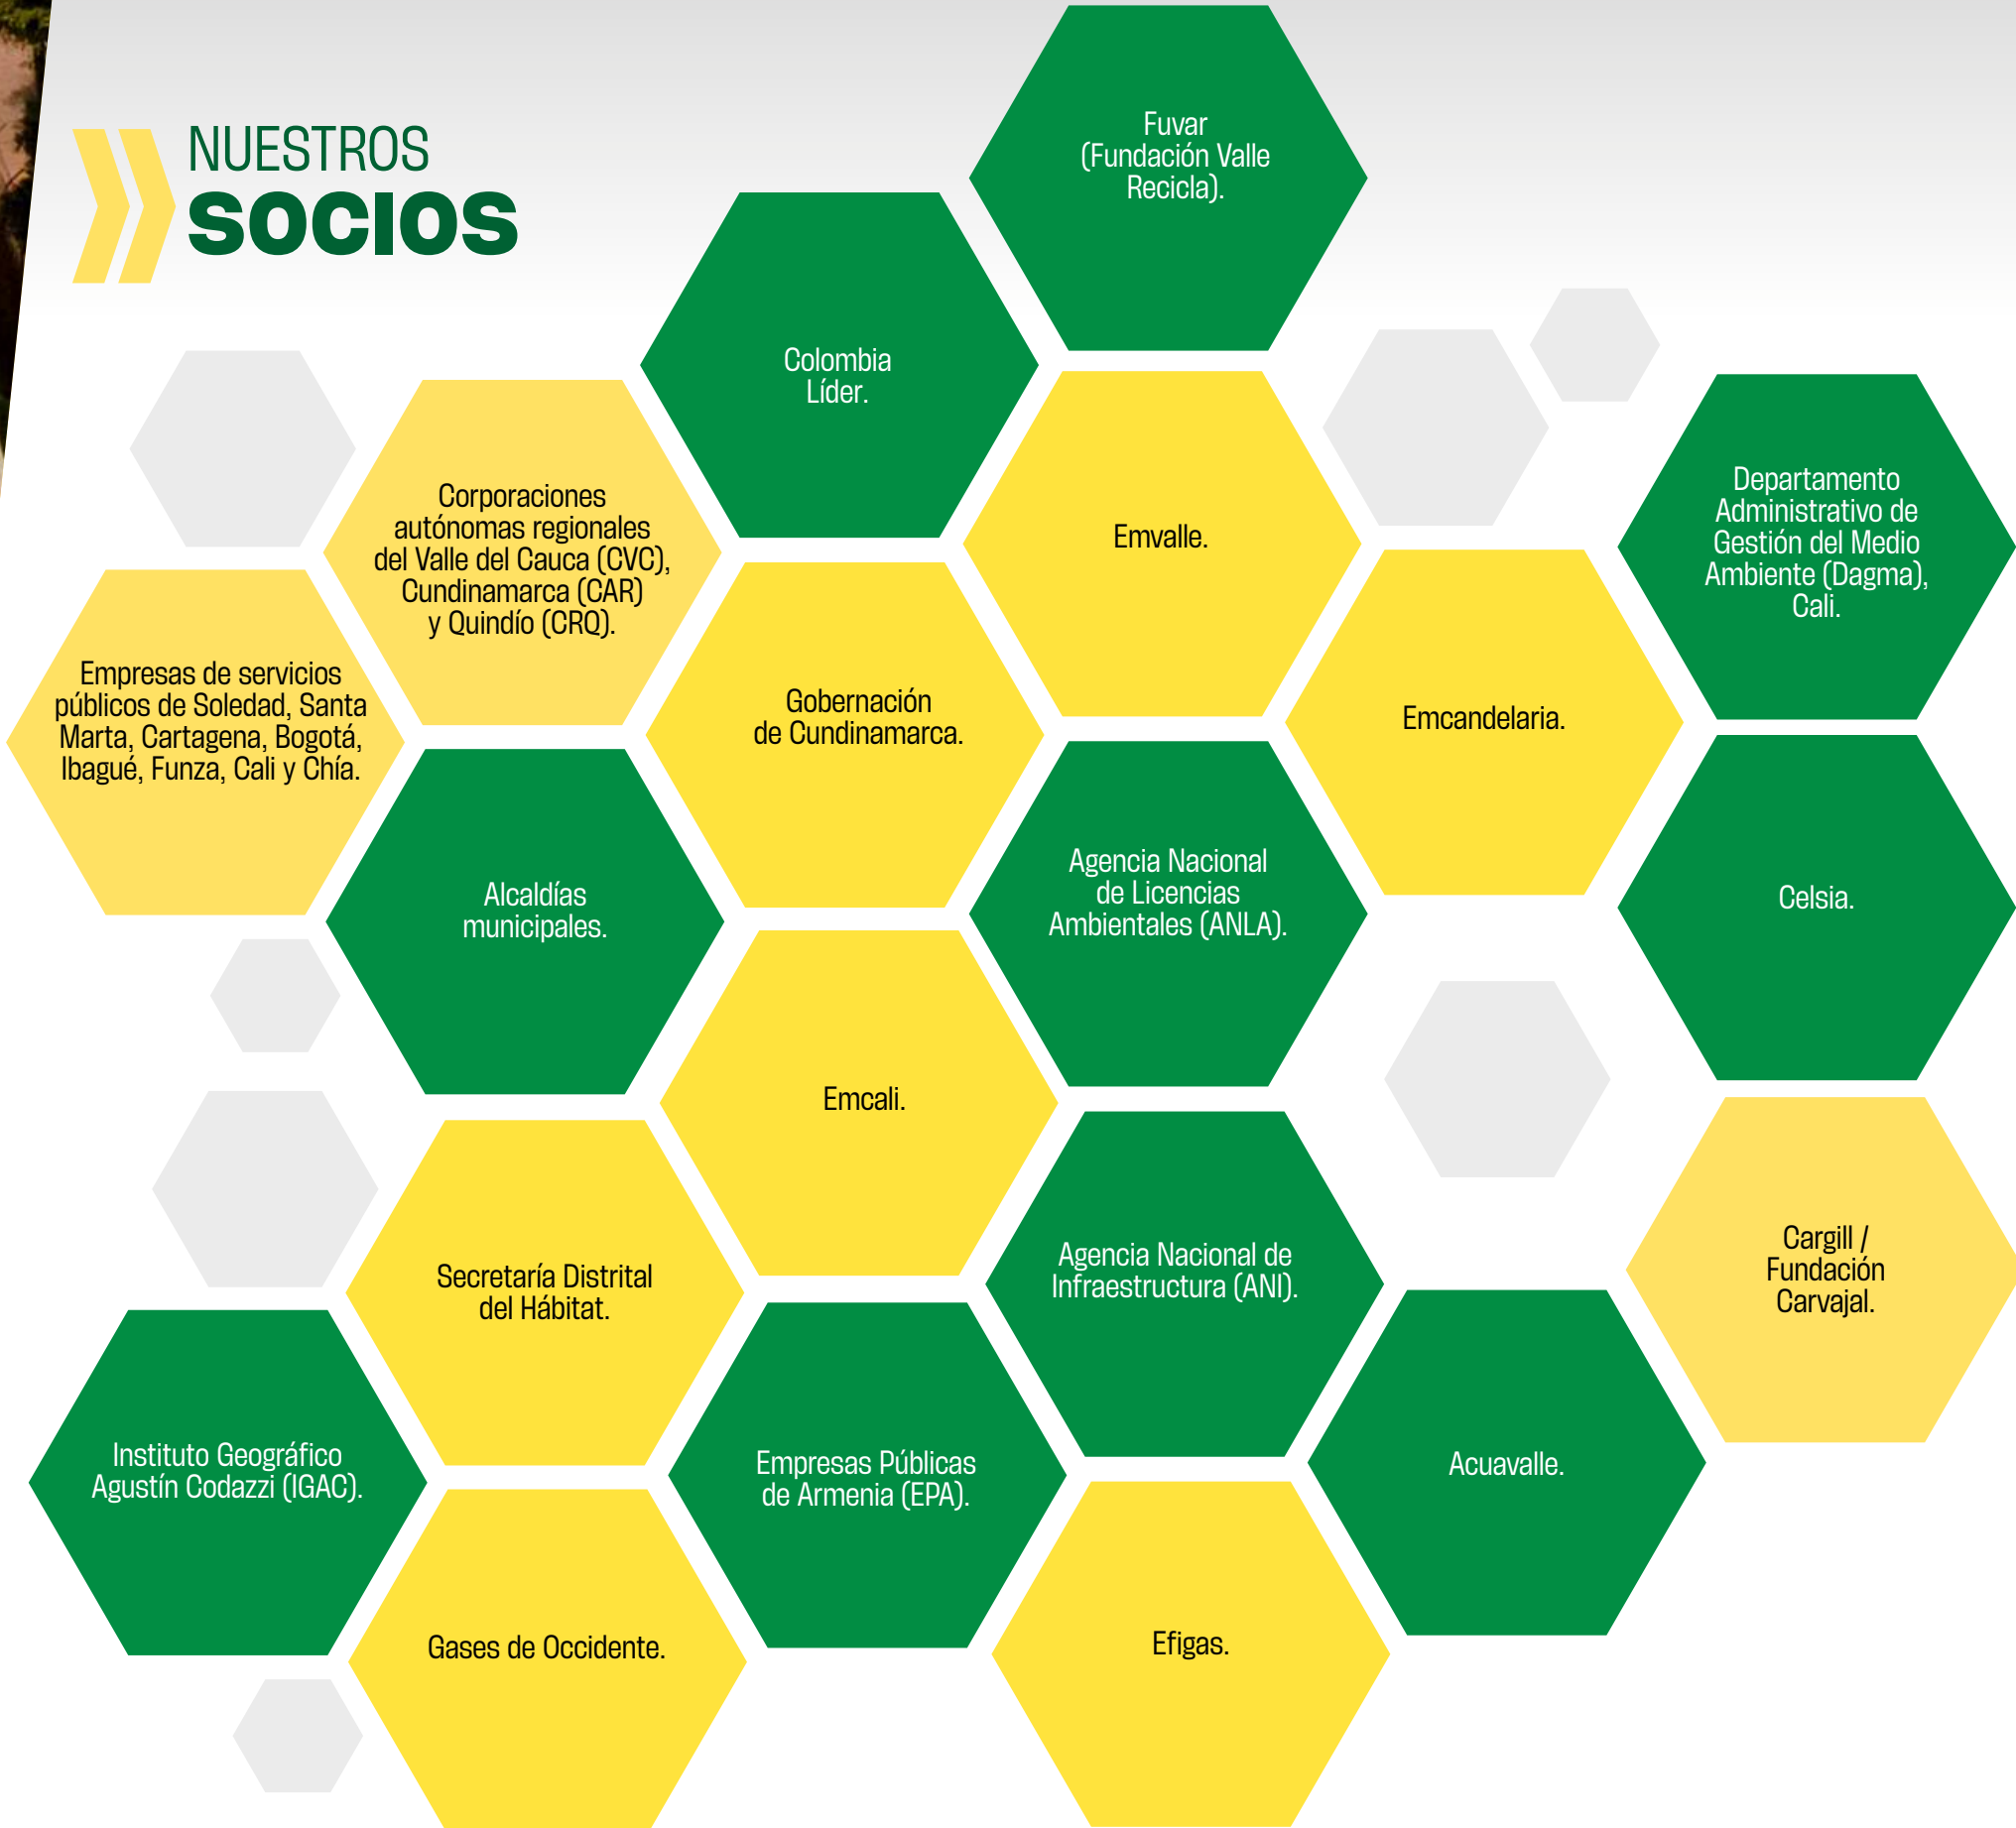 NUESTROS
SOCIOS
Fuvar
(Fundación Valle
Recicla).
Colombia
Líder.
Corporaciones
autónomas regionales
del Valle del Cauca (CVC),
Cundinamarca (CAR)
y Quindío (CRQ).
Emvalle.
Departamento
Administrativo de
Gestión del Medio
Ambiente (Dagma),
Cali.
Empresas de servicios
públicos de Soledad, Santa
Marta, Cartagena, Bogotá,
Ibagué, Funza, Cali y Chía.
Gobernación
de Cundinamarca.
Emcandelaria.
Alcaldías
municipales.
Agencia Nacional
de Licencias
Ambientales (ANLA).
Celsia.
Emcali.
Secretaría Distrital
del Hábitat.
Agencia Nacional de
Infraestructura (ANI).
Cargill /
Fundación
Carvajal.
Instituto Geográfico
Agustín Codazzi (IGAC).
Empresas Públicas
de Armenia (EPA).
Acuavalle.
Gases de Occidente.
Efigas.